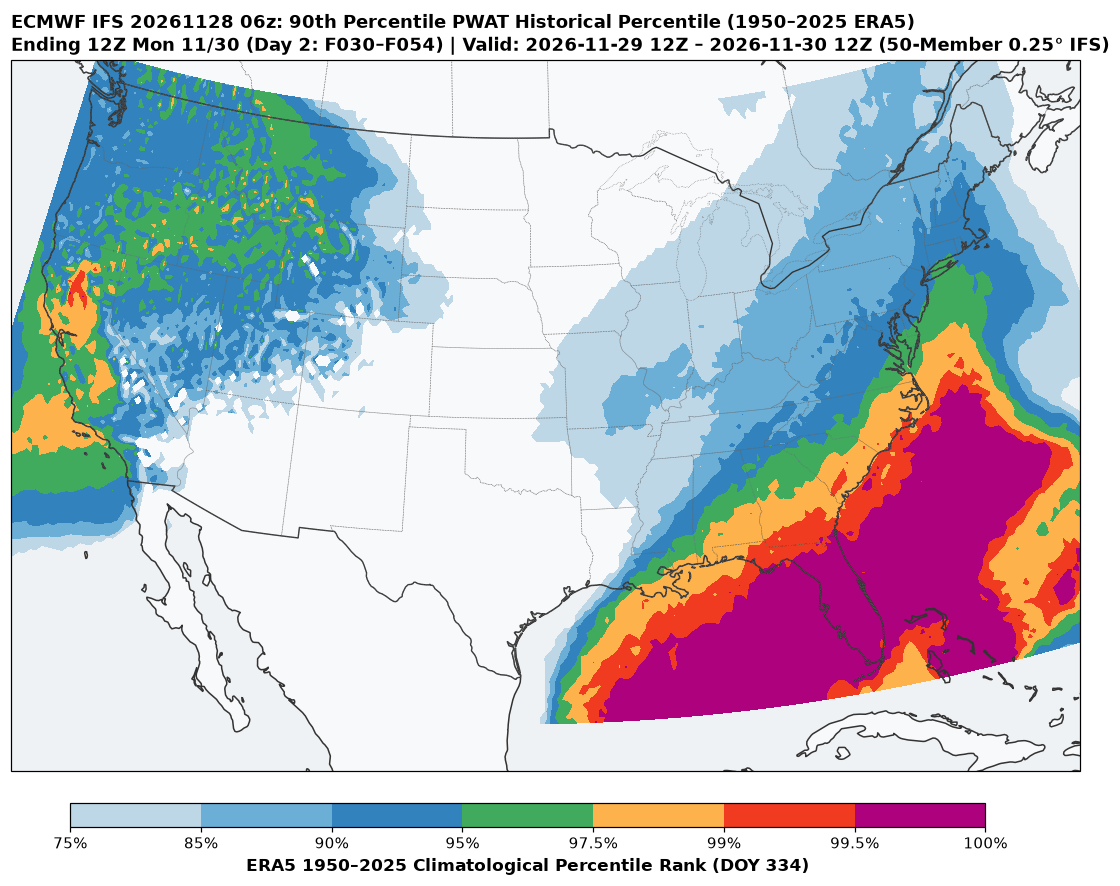 ECMWF IFS 20261128 06z: 90th Percentile PWAT Historical Percentile (1950–2025 ERA5)
Ending 12Z Mon 11/30 (Day 2: F030–F054) | Valid: 2026-11-29 12Z – 2026-11-30 12Z (50-Member 0.25° IFS)
75% 85% 90% 95% 97.5% 99% 99.5% 100%
ERA5 1950–2025 Climatological Percentile Rank (DOY 334)